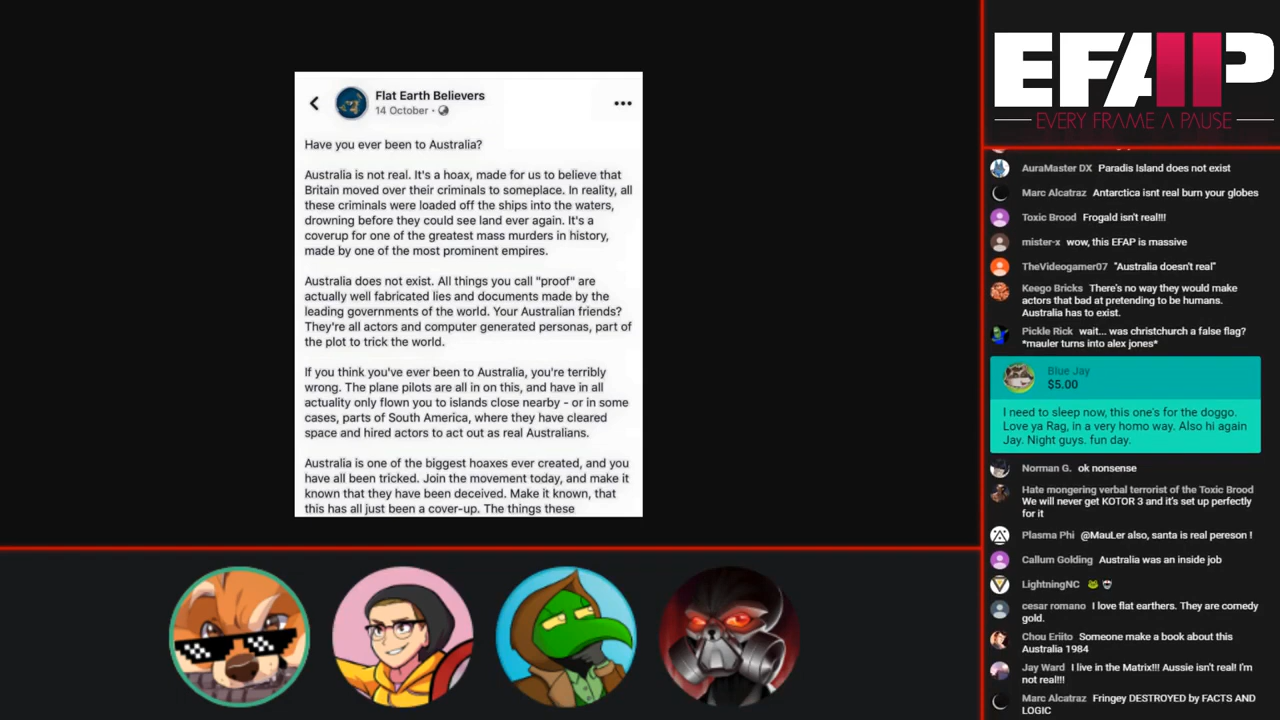 Flat Earth Believers
14 October ·
Have you ever been to Australia?
Australia is not real. It's a hoax, made for us to believe that
Britain moved over their criminals to someplace. In reality, all
these criminals were loaded off the ships into the waters,
drowning before they could see land ever again. It's a
coverup for one of the greatest mass murders in history,
made by one of the most prominent empires.
Australia does not exist. All things you call "proof" are
actually well fabricated lies and documents made by the
leading governments of the world. Your Australian friends?
They're all actors and computer generated personas, part of
the plot to trick the world.
If you think you've ever been to Australia, you're terribly
wrong. The plane pilots are all in on this, and have in all
actuality only flown you to islands close nearby - or in some
cases, parts of South America, where they have cleared
space and hired actors to act out as real Australians.
Australia is one of the biggest hoaxes ever created, and you
have all been tricked. Join the movement today, and make it
known that they have been deceived. Make it known, that
this has all just been a cover-up. The things these
EFAP
EVERY FRAME A PAUSE
AuraMaster DX Paradis Island does not exist
Marc Alcatraz Antarctica isnt real burn your globes
Toxic Brood Frogald isn't real!!!
mister-x wow, this EFAP is massive
TheVideogamer07 "Australia doesn't real"
Keego Bricks There's no way they would make
actors that bad at pretending to be humans.
Australia has to exist.
Pickle Rick wait... was christchurch a false flag?
*mauler turns into alex jones*
Blue Jay
$5.00
I need to sleep now, this one's for the doggo.
Love ya Rag, in a very homo way. Also hi again
Jay. Night guys. fun day.
Norman G. ok nonsense
Hate mongering verbal terrorist of the Toxic Brood
We will never get KOTOR 3 and it's set up perfectly
for it
Plasma Phi @MauLer also, santa is real pereson !
Callum Golding Australia was an inside job
LightningNC
cesar romano I love flat earthers. They are comedy
gold.
Chou Eriito Someone make a book about this
Australia 1984
Jay Ward I live in the Matrix!!! Aussie isn't real! I'm
not real!!!
Marc Alcatraz Fringey DESTROYED by FACTS AND
LOGIC